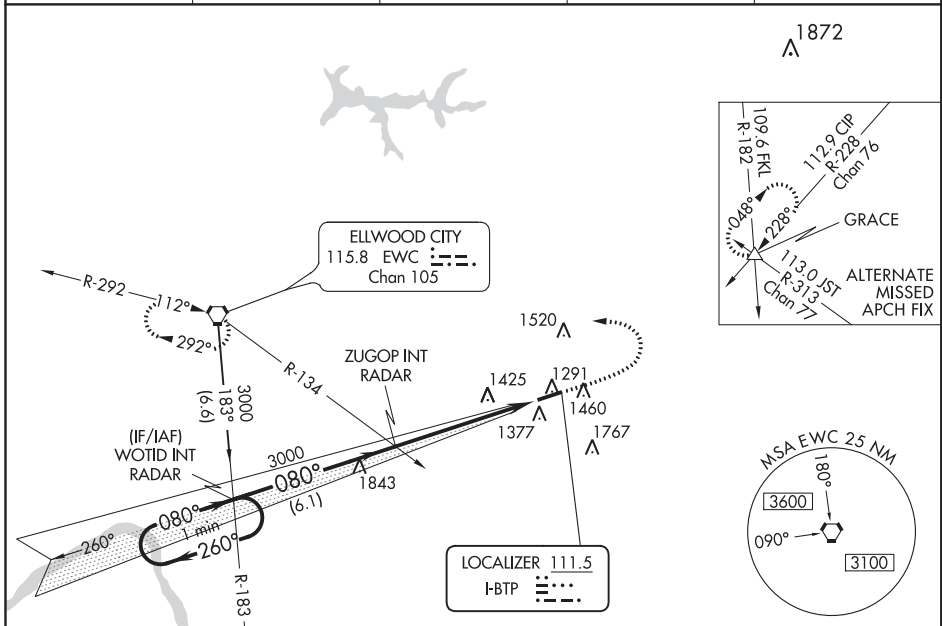 1872
109.6 FKL
R-182
112.9 CIP
R-228
Chan 76
048°
228°
GRACE
113.0 JST
R-313
Chan 77
ALTERNATE
MISSED
APCH FIX
ELLWOOD CITY
115.8 EWC
Chan 105
R-292
112°
292°
R-134
3000
183°
(6.6)
ZUGOP INT
RADAR
1520
1425
1291
1460
1377
1767
(IF/IAF)
WOTID INT
RADAR
3000
080°
(6.1)
1843
080°
1 min
260°
260°
R-183
LOCALIZER 111.5
I-BTP
MSA EWC 25 NM
180°
3600
090°
3100